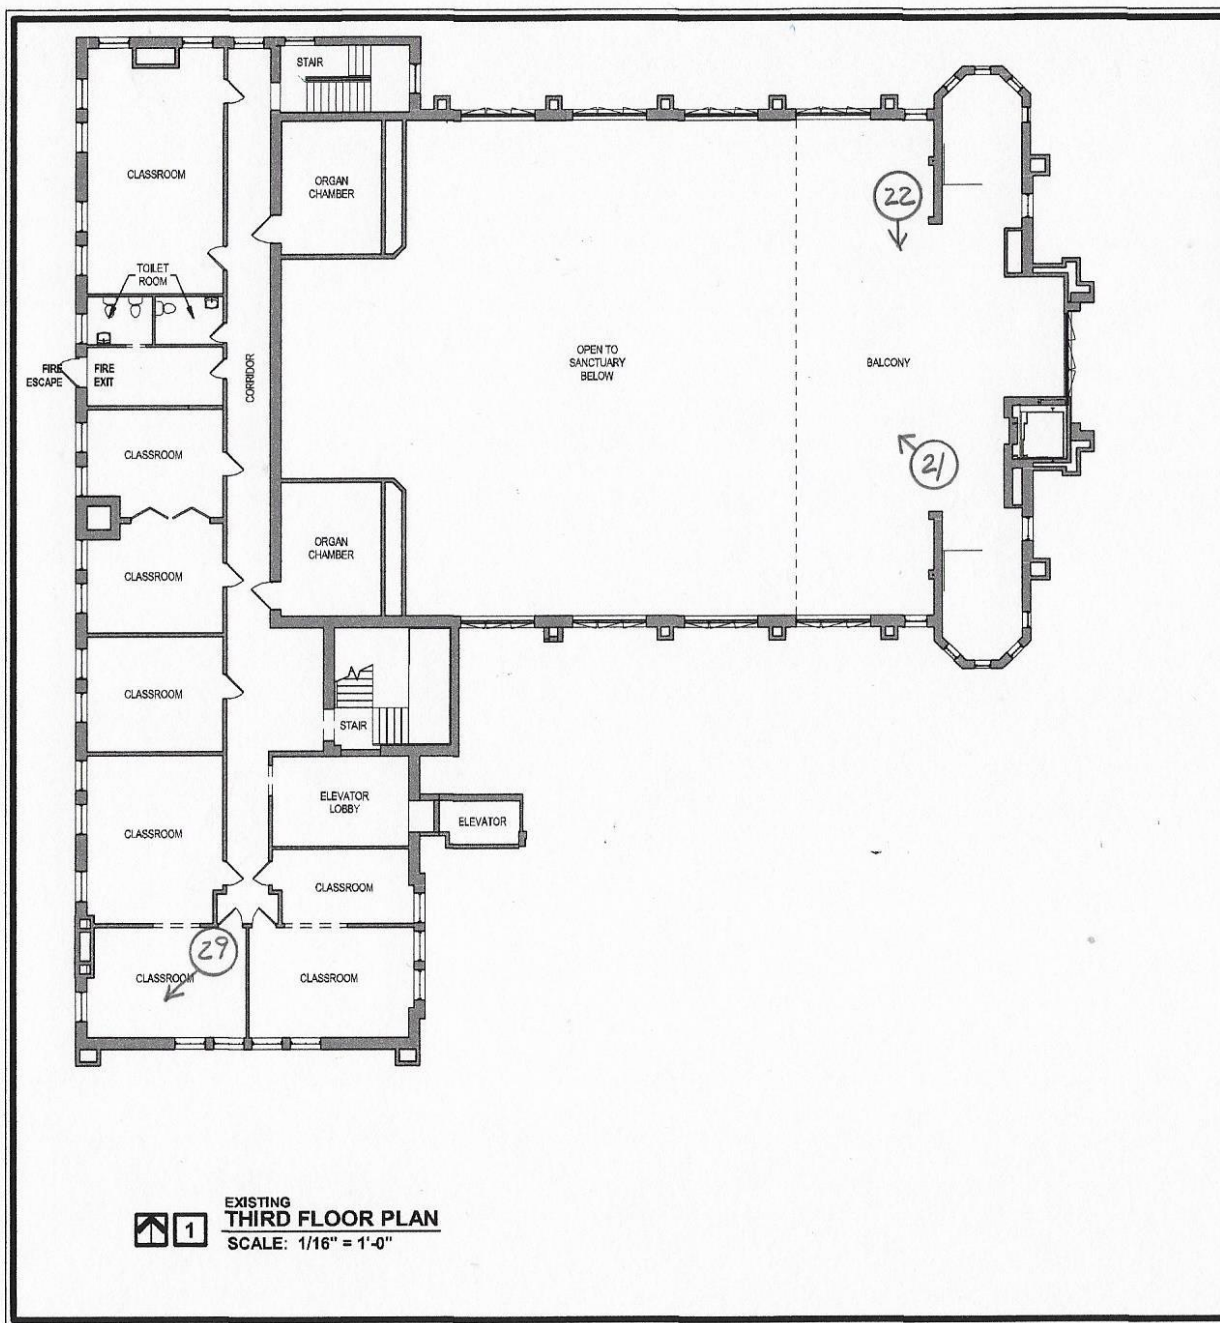 STAIR
CLASSROOM
ORGAN
CHAMBER
22
TOILET
ROOM
FIRE
ESCAPE
FIRE
EXIT
CORRIDOR
OPEN TO
SANCTUARY
BELOW
BALCONY
CLASSROOM
21
ORGAN
CHAMBER
CLASSROOM
CLASSROOM
STAIR
ELEVATOR
LOBBY
ELEVATOR
CLASSROOM
CLASSROOM
29
CLASSROOM
CLASSROOM
1
EXISTING
THIRD FLOOR PLAN
SCALE: 1/16" = 1'-0"